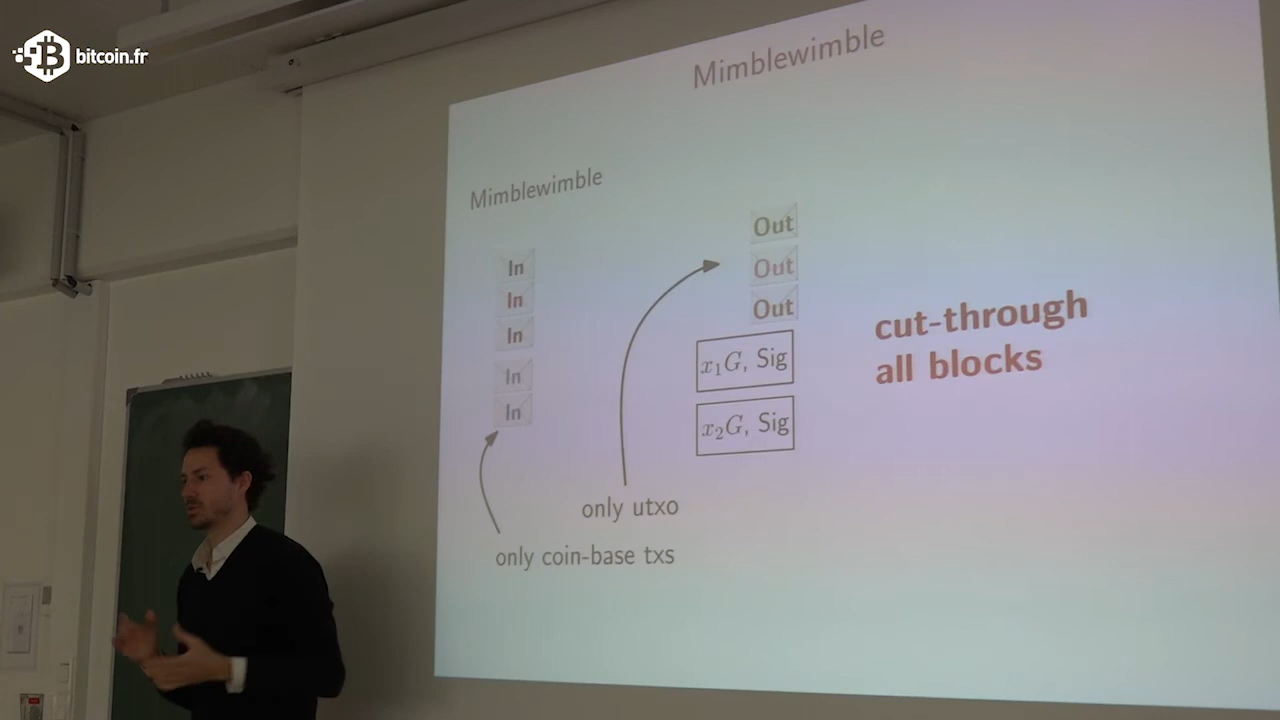 bitcoin.fr
Mimblewimble
Mimblewimble
In
In
In
In
In
Out
Out
Out
x₁G, Sig
x₂G, Sig
cut-through
all blocks
only utxo
only coin-base txs